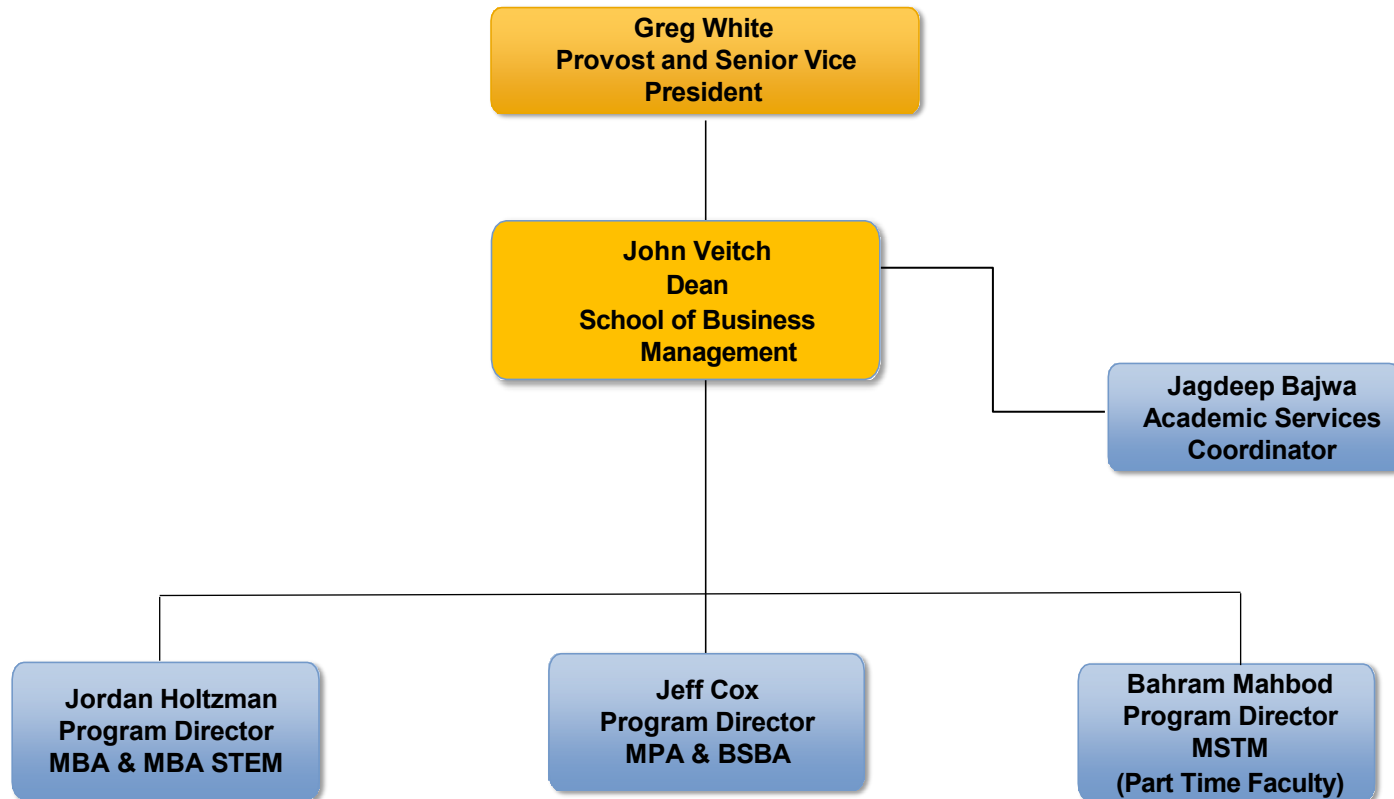 Greg White
Provost and Senior Vice
President
John Veitch
Dean
School of Business
Management
Jagdeep Bajwa
Academic Services
Coordinator
Jordan Holtzman
Program Director
MBA & MBA STEM
Jeff Cox
Program Director
MPA & BSBA
Bahram Mahbod
Program Director
MSTM
(Part Time Faculty)